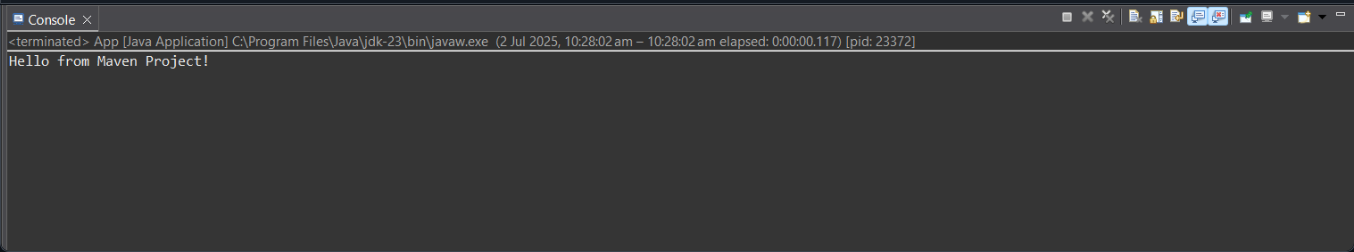 Console
<terminated> App [Java Application] C:\Program Files\Java\jdk-23\bin\javaw.exe (2 Jul 2025, 10:28:02 am – 10:28:02 am elapsed: 0:00:00.117) [pid: 23372]
Hello from Maven Project!